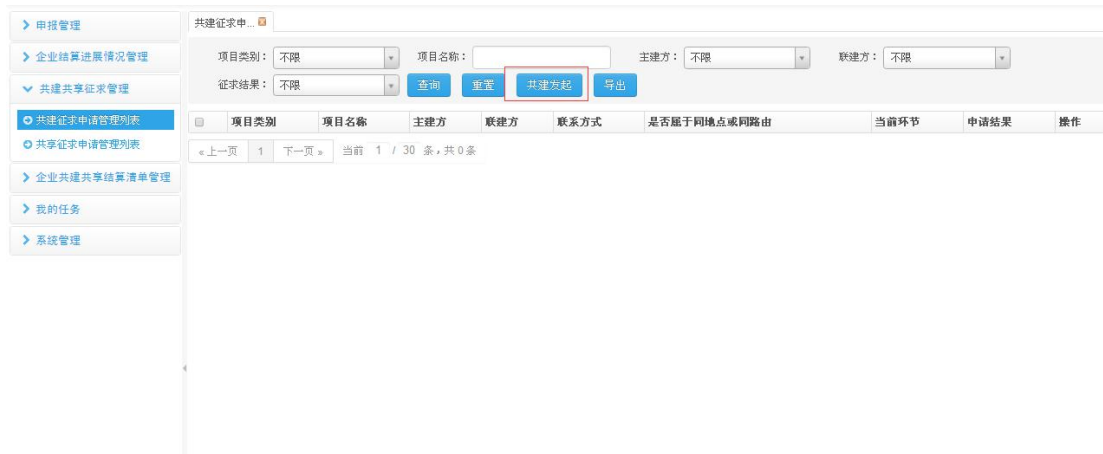 申报管理
企业结算进展情况管理
共建共享征求管理
共建征求申请管理列表
共享征求申请管理列表
企业共建共享结算清单管理
我的任务
系统管理
共建征求申...
项目类别： 不限 项目名称： 主建方： 不限 联建方： 不限
征求结果： 不限 查询 重置 共建发起 导出
项目类别 项目名称 主建方 联建方 联系方式 是否属于同地点或同路由 当前环节 申请结果 操作
«上一页 1 下一页» 当前 1 / 30 条，共0条